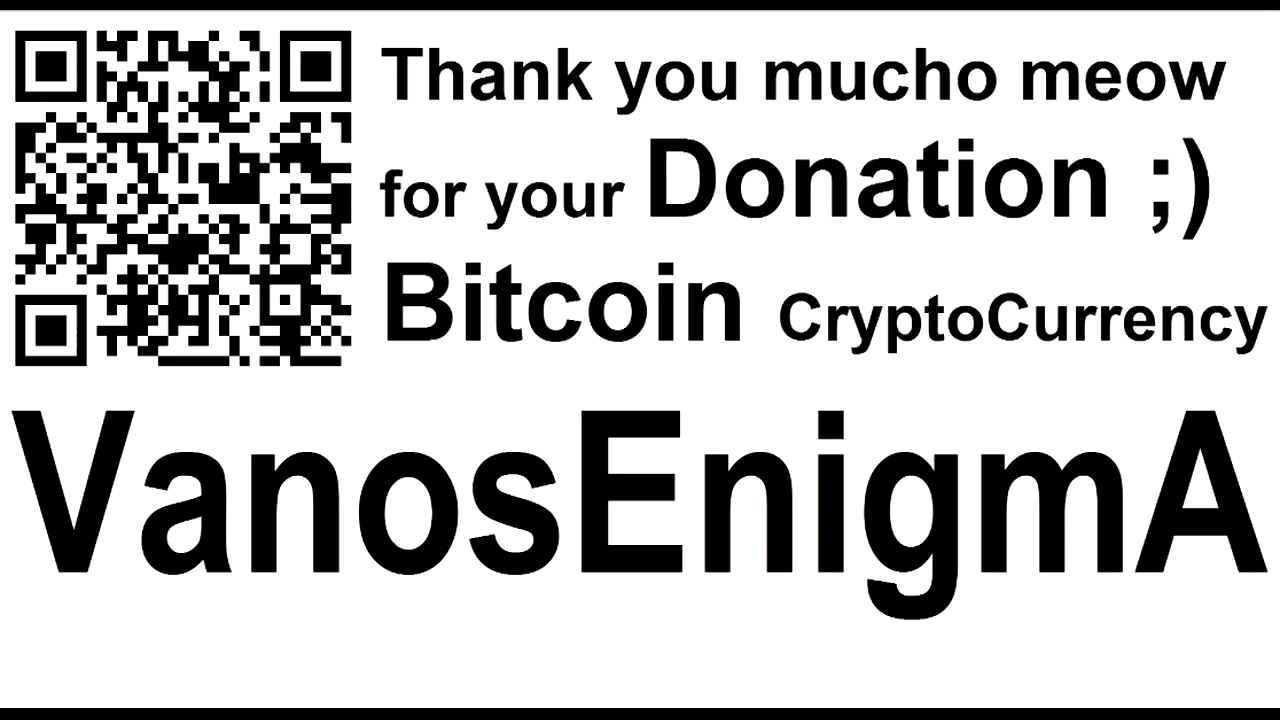 Thank you mucho meow
for your Donation ;)
Bitcoin CryptoCurrency
VanosEnigmA